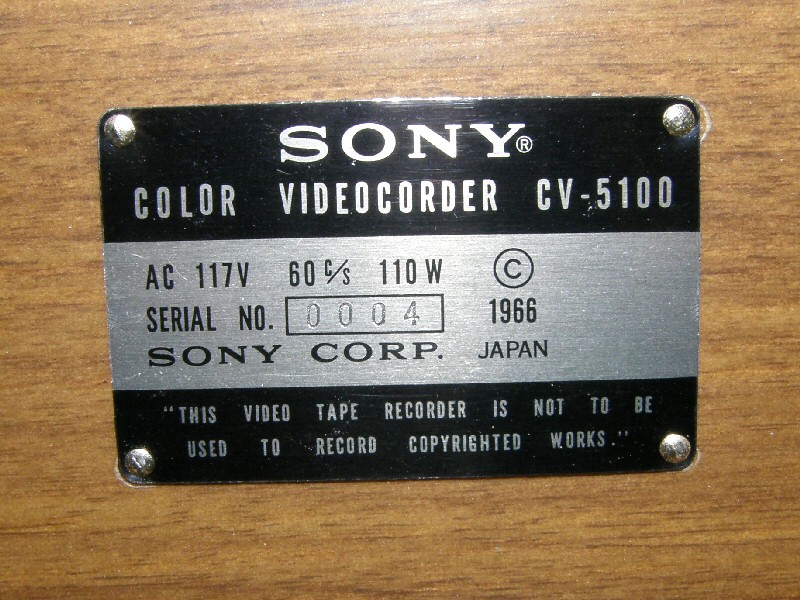 SONY®
COLOR VIDEOCORDER CV-5100
AC 117V 60 C/S 110 W ©
SERIAL NO. 0004 1966
SONY CORP. JAPAN
"THIS VIDEO TAPE RECORDER IS NOT TO BE
USED TO RECORD COPYRIGHTED WORKS."